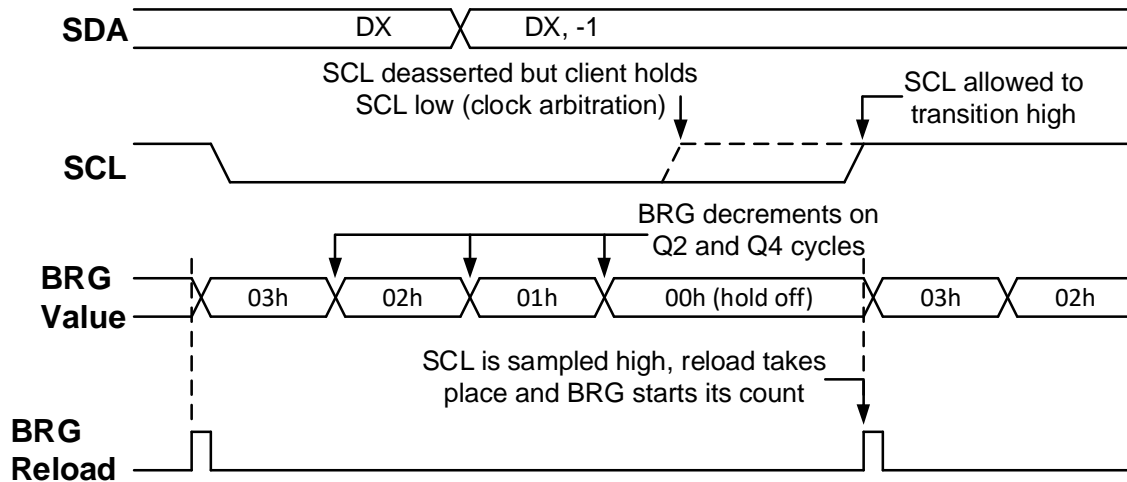 SDA
DX
DX, -1
SCL deasserted but client holds
SCL low (clock arbitration)
SCL allowed to
transition high
SCL
BRG decrements on
Q2 and Q4 cycles
BRG
Value
03h
02h
01h
00h (hold off)
03h
02h
SCL is sampled high, reload takes
place and BRG starts its count
BRG
Reload